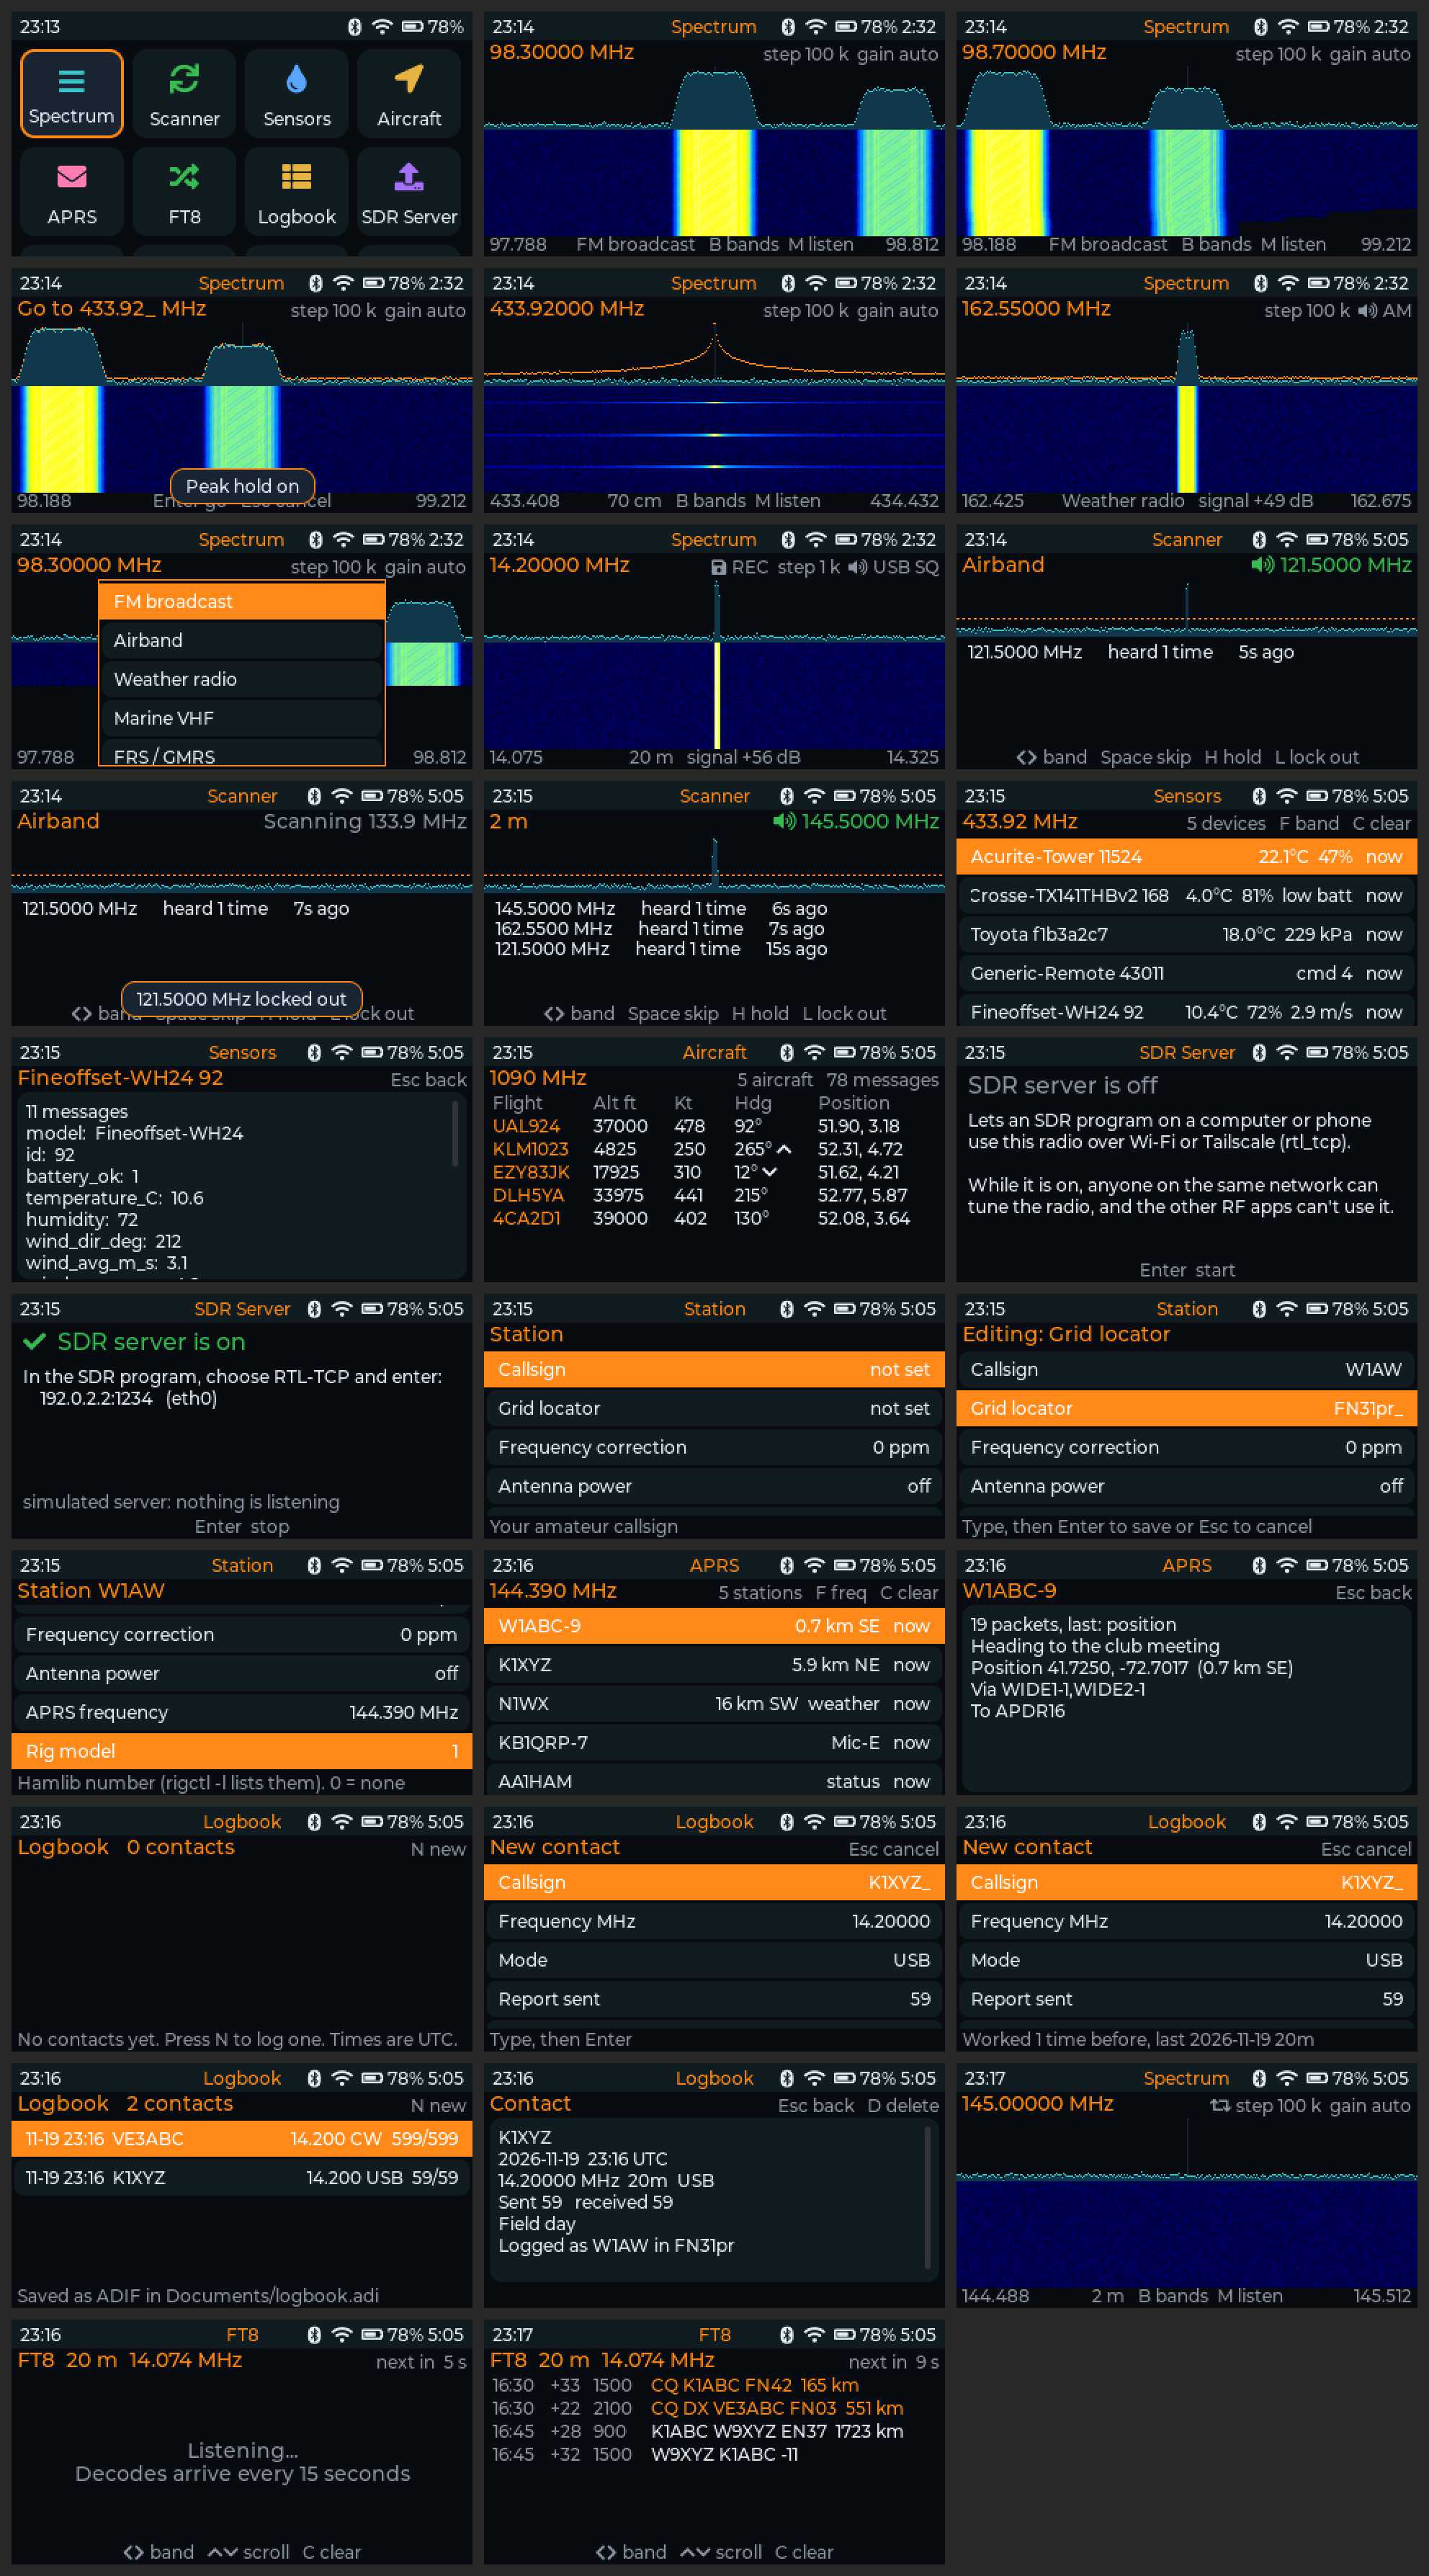 23:13 78%
Spectrum Scanner Sensors Aircraft
APRS FT8 Logbook SDR Server
23:14 Spectrum 78% 2:32
98.30000 MHz step 100 k gain auto
97.788 FM broadcast B bands M listen 98.812
23:14 Spectrum 78% 2:32
98.70000 MHz step 100 k gain auto
98.188 FM broadcast B bands M listen 99.212
23:14 Spectrum 78% 2:32
Go to 433.92_ MHz step 100 k gain auto
Peak hold on
98.188 99.212
23:14 Spectrum 78% 2:32
433.92000 MHz step 100 k gain auto
433.408 70 cm B bands M listen 434.432
23:14 Spectrum 78% 2:32
162.55000 MHz step 100 k AM
162.425 Weather radio signal +49 dB 162.675
23:14 Spectrum 78% 2:32
98.30000 MHz step 100 k gain auto
FM broadcast
Airband
Weather radio
Marine VHF
FRS / GMRS
97.788 98.812
23:14 Spectrum 78% 2:32
14.20000 MHz REC step 1 k USB SQ
14.075 20 m signal +56 dB 14.325
23:14 Scanner 78% 5:05
Airband 121.5000 MHz
121.5000 MHz heard 1 time 5s ago
<> band Space skip H hold L lock out
23:14 Scanner 78% 5:05
Airband Scanning 133.9 MHz
121.5000 MHz heard 1 time 7s ago
121.5000 MHz locked out
<> band Space skip H hold L lock out
23:15 Scanner 78% 5:05
2 m 145.5000 MHz
145.5000 MHz heard 1 time 6s ago
162.5500 MHz heard 1 time 7s ago
121.5000 MHz heard 1 time 15s ago
<> band Space skip H hold L lock out
23:15 Sensors 78% 5:05
433.92 MHz 5 devices F band C clear
Acurite-Tower 11524 22.1°C 47% now
Crosse-TX141THBv2 168 4.0°C 81% low batt now
Toyota f1b3a2c7 18.0°C 229 kPa now
Generic-Remote 43011 cmd 4 now
Fineoffset-WH24 92 10.4°C 72% 2.9 m/s now
23:15 Sensors 78% 5:05
Fineoffset-WH24 92 Esc back
11 messages
model: Fineoffset-WH24
id: 92
battery_ok: 1
temperature_C: 10.6
humidity: 72
wind_dir_deg: 212
wind_avg_m_s: 3.1
23:15 Aircraft 78% 5:05
1090 MHz 5 aircraft 78 messages
Flight Alt ft Kt Hdg Position
UAL924 37000 478 92° 51.90, 3.18
KLM1023 4825 250 265° 52.31, 4.72
EZY83JK 17925 310 12° 51.62, 4.21
DLH5YA 33975 441 215° 52.77, 5.87
4CA2D1 39000 402 130° 52.08, 3.64
23:15 SDR Server 78% 5:05
SDR server is off
Lets an SDR program on a computer or phone
use this radio over Wi-Fi or Tailscale (rtl_tcp).
While it is on, anyone on the same network can
tune the radio, and the other RF apps can't use it.
Enter start
23:15 SDR Server 78% 5:05
SDR server is on
In the SDR program, choose RTL-TCP and enter:
192.0.2.2:1234 (eth0)
simulated server: nothing is listening
Enter stop
23:15 Station 78% 5:05
Station
Callsign not set
Grid locator not set
Frequency correction 0 ppm
Antenna power off
Your amateur callsign
23:15 Station 78% 5:05
Editing: Grid locator
Callsign W1AW
Grid locator FN31pr_
Frequency correction 0 ppm
Antenna power off
Type, then Enter to save or Esc to cancel
23:15 Station 78% 5:05
Station W1AW
Frequency correction 0 ppm
Antenna power off
APRS frequency 144.390 MHz
Rig model 1
Hamlib number (rigctl -l lists them). 0 = none
23:16 APRS 78% 5:05
144.390 MHz 5 stations F freq C clear
W1ABC-9 0.7 km SE now
K1XYZ 5.9 km NE now
N1WX 16 km SW weather now
KB1QRP-7 Mic-E now
AA1HAM status now
23:16 APRS 78% 5:05
W1ABC-9 Esc back
19 packets, last: position
Heading to the club meeting
Position 41.7250, -72.7017 (0.7 km SE)
Via WIDE1-1,WIDE2-1
To APDR16
23:16 Logbook 78% 5:05
Logbook 0 contacts N new
No contacts yet. Press N to log one. Times are UTC.
23:16 Logbook 78% 5:05
New contact Esc cancel
Callsign K1XYZ_
Frequency MHz 14.20000
Mode USB
Report sent 59
Type, then Enter
23:16 Logbook 78% 5:05
New contact Esc cancel
Callsign K1XYZ_
Frequency MHz 14.20000
Mode USB
Report sent 59
Worked 1 time before, last 2026-11-19 20m
23:16 Logbook 78% 5:05
Logbook 2 contacts N new
11-19 23:16 VE3ABC 14.200 CW 599/599
11-19 23:16 K1XYZ 14.200 USB 59/59
Saved as ADIF in Documents/logbook.adi
23:16 Logbook 78% 5:05
Contact Esc back D delete
K1XYZ
2026-11-19 23:16 UTC
14.20000 MHz 20m USB
Sent 59 received 59
Field day
Logged as W1AW in FN31pr
23:17 Spectrum 78% 5:05
145.00000 MHz step 100 k gain auto
144.488 2 m B bands M listen 145.512
23:16 FT8 78% 5:05
FT8 20 m 14.074 MHz next in 5 s
Listening...
Decodes arrive every 15 seconds
<> band scroll C clear
23:17 FT8 78% 5:05
FT8 20 m 14.074 MHz next in 9 s
16:30 +33 1500 CQ K1ABC FN42 165 km
16:30 +22 2100 CQ DX VE3ABC FN03 551 km
16:45 +28 900 K1ABC W9XYZ EN37 1723 km
16:45 +32 1500 W9XYZ K1ABC -11
<> band scroll C clear